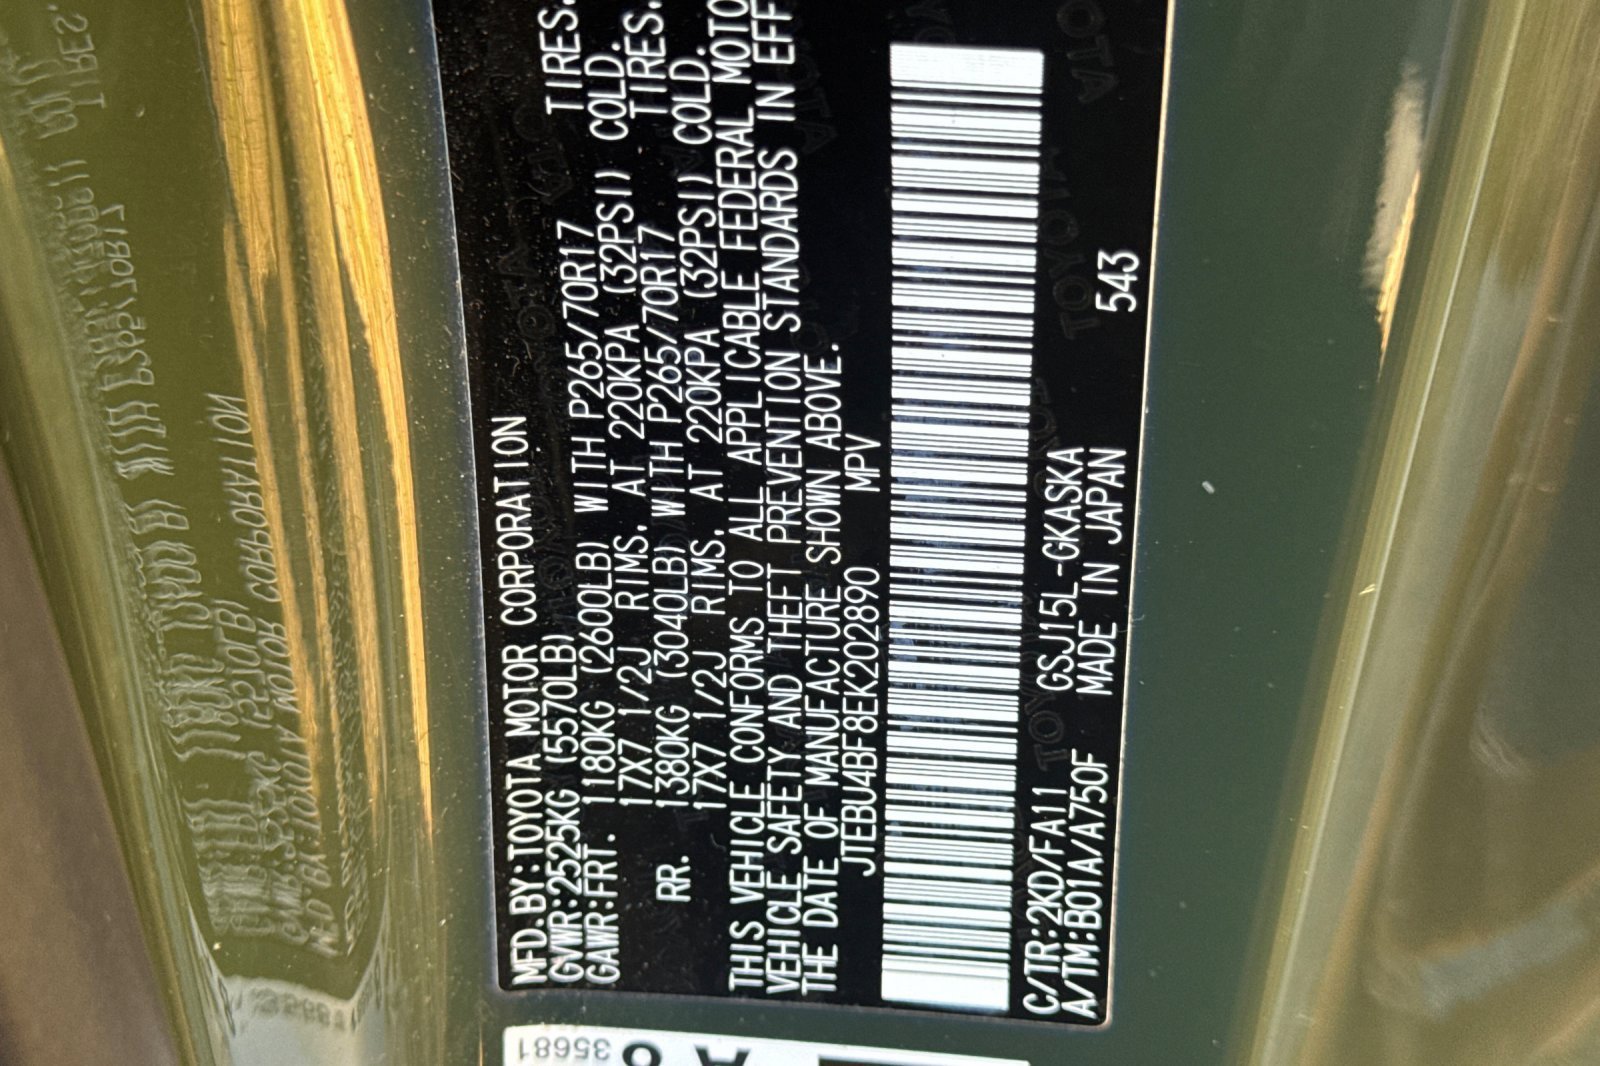 MFD.BY:TOYOTA MOTOR CORPORATION
GVWR:2525KG (5570LB)
GAWR:FRT. 1180KG (2600LB) WITH P265/70R17 TIRES.
17X7 1/2J RIMS, AT 220KPA (32PSI) COLD.
RR. 1380KG (3040LB) WITH P265/70R17 TIRES.
17X7 1/2J RIMS, AT 220KPA (32PSI) COLD.
THIS VEHICLE CONFORMS TO ALL APPLICABLE FEDERAL MOTO
VEHICLE SAFETY AND THEFT PREVENTION STANDARDS IN EFF
THE DATE OF MANUFACTURE SHOWN ABOVE.
JTEBU4BF8EK202890 MPV
C/TR:2KD/FA11 GSJ15L-GKASKA
A/TM:B01A/A750F MADE IN JAPAN 543
35681